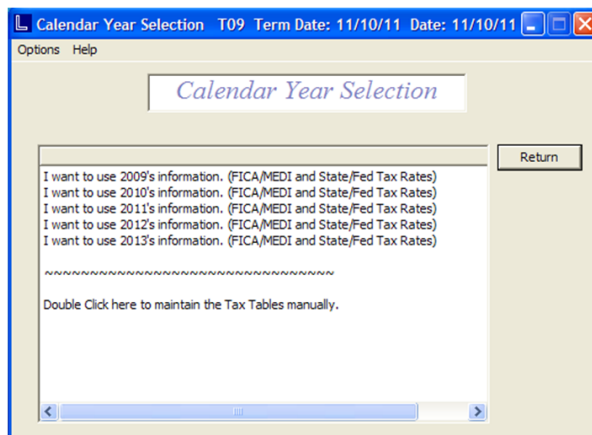 Calendar Year Selection T09 Term Date: 11/10/11 Date: 11/10/11
Options Help
Calendar Year Selection
Return
I want to use 2009's information. (FICA/MEDI and State/Fed Tax Rates)
I want to use 2010's information. (FICA/MEDI and State/Fed Tax Rates)
I want to use 2011's information. (FICA/MEDI and State/Fed Tax Rates)
I want to use 2012's information. (FICA/MEDI and State/Fed Tax Rates)
I want to use 2013's information. (FICA/MEDI and State/Fed Tax Rates)
~~~~~~~~~~~~~~~~~~~~~~~~~~~~~~~~
Double Click here to maintain the Tax Tables manually.